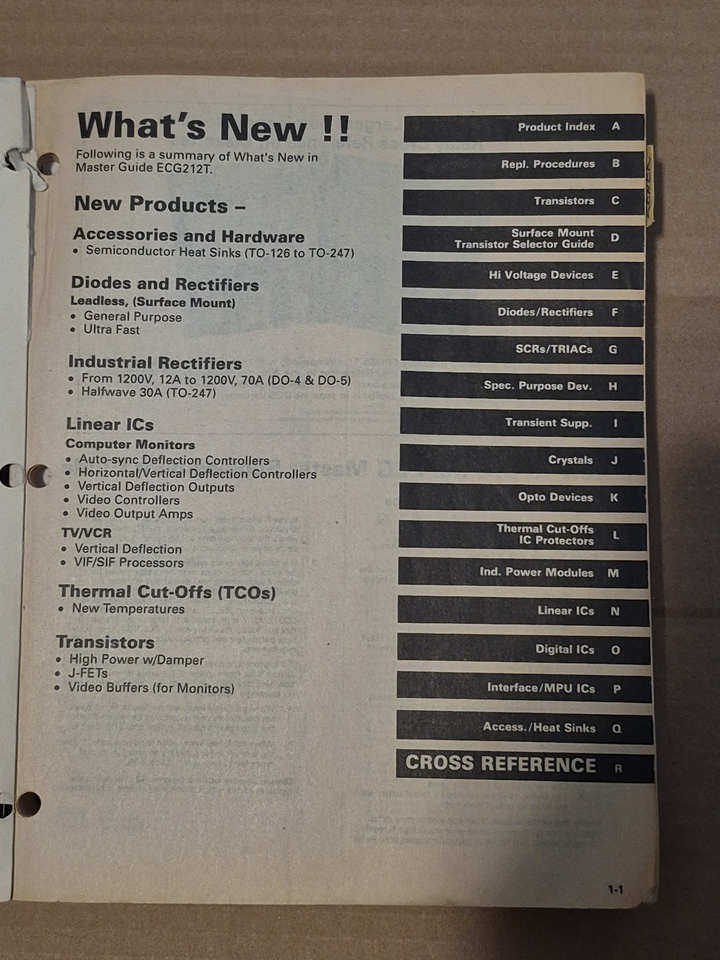 What's New !!
Following is a summary of What's New in
Master Guide ECG212T.
New Products –
Accessories and Hardware
• Semiconductor Heat Sinks (TO-126 to TO-247)
Diodes and Rectifiers
Leadless, (Surface Mount)
• General Purpose
• Ultra Fast
Industrial Rectifiers
• From 1200V, 12A to 1200V, 70A (DO-4 & DO-5)
• Halfwave 30A (TO-247)
Linear ICs
Computer Monitors
• Auto-sync Deflection Controllers
• Horizontal/Vertical Deflection Controllers
• Vertical Deflection Outputs
• Video Controllers
• Video Output Amps
TV/VCR
• Vertical Deflection
• VIF/SIF Processors
Thermal Cut-Offs (TCOs)
• New Temperatures
Transistors
• High Power w/Damper
• J-FETs
• Video Buffers (for Monitors)
Product Index A
Repl. Procedures B
Transistors C
Surface Mount
Transistor Selector Guide D
Hi Voltage Devices E
Diodes/Rectifiers F
SCRs/TRIACs G
Spec. Purpose Dev. H
Transient Supp. I
Crystals J
Opto Devices K
Thermal Cut-Offs
IC Protectors L
Ind. Power Modules M
Linear ICs N
Digital ICs O
Interface/MPU ICs P
Access./Heat Sinks Q
CROSS REFERENCE R
1-1